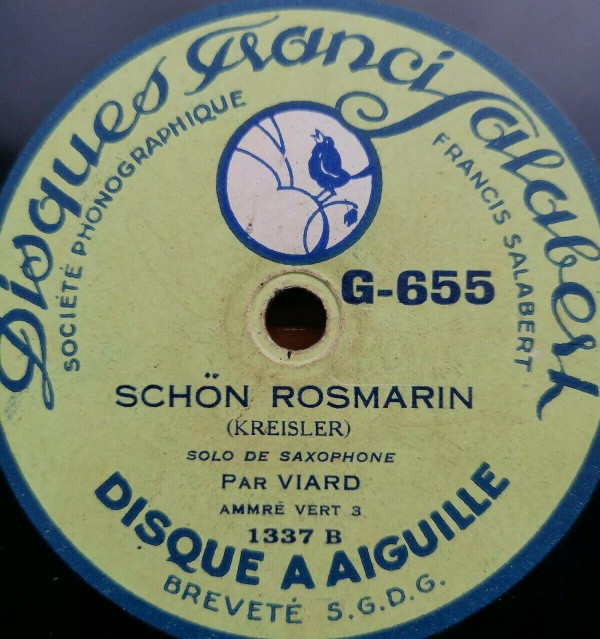 Disques Francis Salabert
SOCIÉTÉ PHONOGRAPHIQUE
FRANCIS SALABERT
G-655
SCHÖN ROSMARIN
(KREISLER)
SOLO DE SAXOPHONE
PAR VIARD
AMMRÉ VERT 3
1337 B
DISQUE A AIGUILLE
BREVETÉ S.G.D.G.